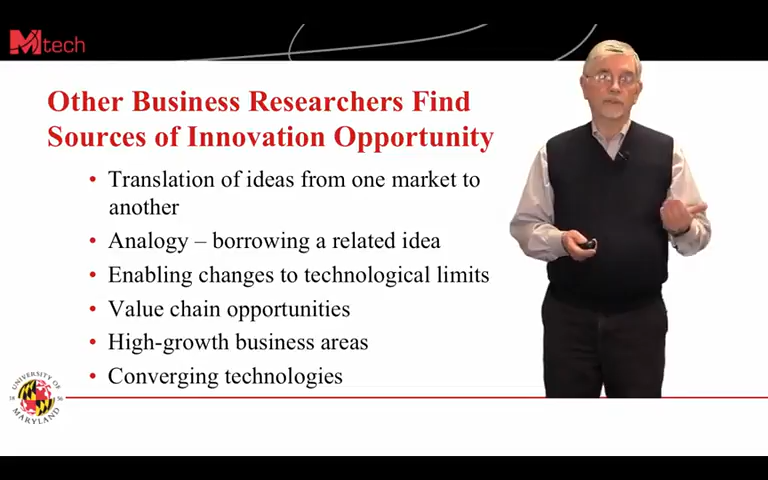 Mtech
Other Business Researchers Find
Sources of Innovation Opportunity
• Translation of ideas from one market to
another
• Analogy – borrowing a related idea
• Enabling changes to technological limits
• Value chain opportunities
• High-growth business areas
• Converging technologies
UNIVERSITY OF
18 56
MARYLAND